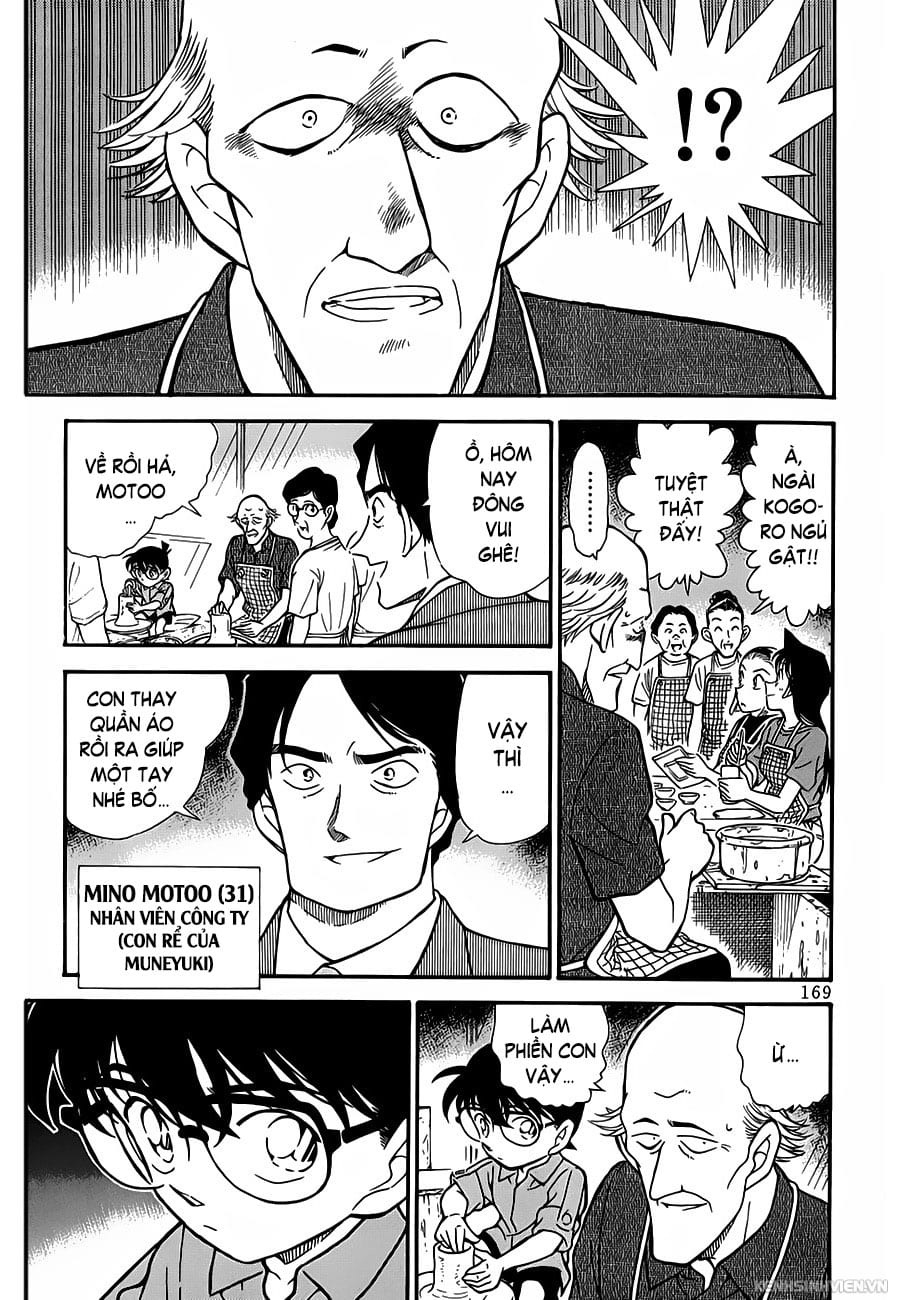 !?
À,
NGÀI
KOGO-
RO NGỦ
GẬT!!
TUYỆT
THẬT
ĐẤY!
.........
Ồ, HÔM
NAY
ĐÔNG
VUI
GHÊ!
VỀ RỒI HẢ,
MOTOO
...
VẬY
THÌ
...
CON THAY
QUẦN ÁO
RỒI RA GIÚP
MỘT TAY
NHÉ BỐ...
MINO MOTOO (31)
NHÂN VIÊN CÔNG TY
(CON RỂ CỦA
MUNEYUKI)
169
Ừ...
LÀM
PHIỀN CON
VẬY...
KENHSINHVIEN.VN